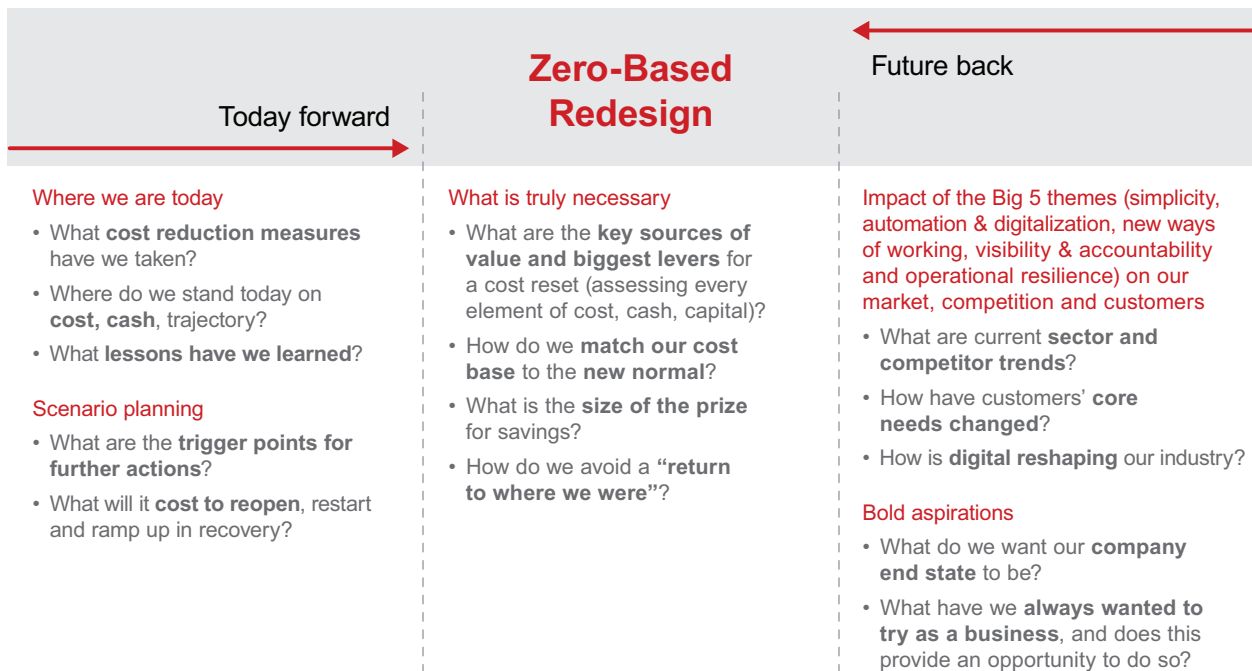 Today forward
Zero-Based
Redesign
Future back
Where we are today
• What cost reduction measures
have we taken?
• Where do we stand today on
cost, cash, trajectory?
• What lessons have we learned?
Scenario planning
• What are the trigger points for
further actions?
• What will it cost to reopen, restart
and ramp up in recovery?
What is truly necessary
• What are the key sources of
value and biggest levers for
a cost reset (assessing every
element of cost, cash, capital)?
• How do we match our cost
base to the new normal?
• What is the size of the prize
for savings?
• How do we avoid a “return
to where we were”?
Impact of the Big 5 themes (simplicity,
automation & digitalization, new ways
of working, visibility & accountability
and operational resilience) on our
market, competition and customers
• What are current sector and
competitor trends?
• How have customers’ core
needs changed?
• How is digital reshaping our industry?
Bold aspirations
• What do we want our company
end state to be?
• What have we always wanted to
try as a business, and does this
provide an opportunity to do so?